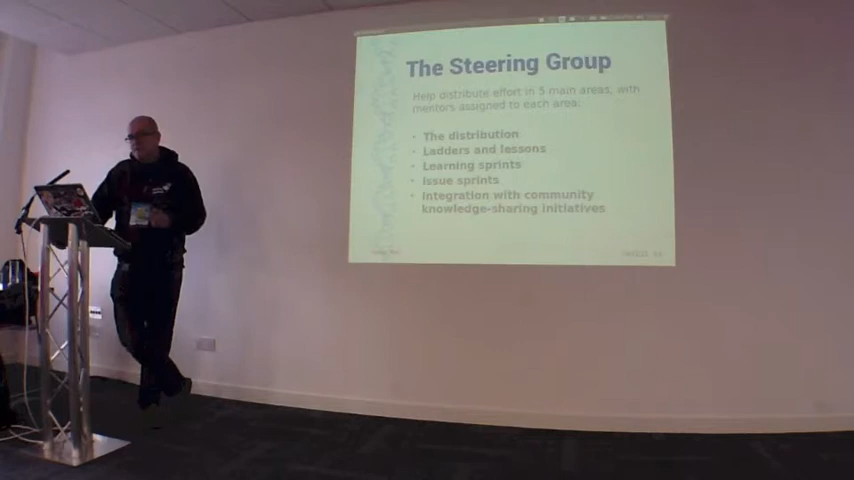 The Steering Group
Help distribute effort in 5 main areas, with
mentors assigned to each area:
• The distribution
• Ladders and lessons
• Learning sprints
• Issue sprints
• Integration with community
knowledge-sharing initiatives